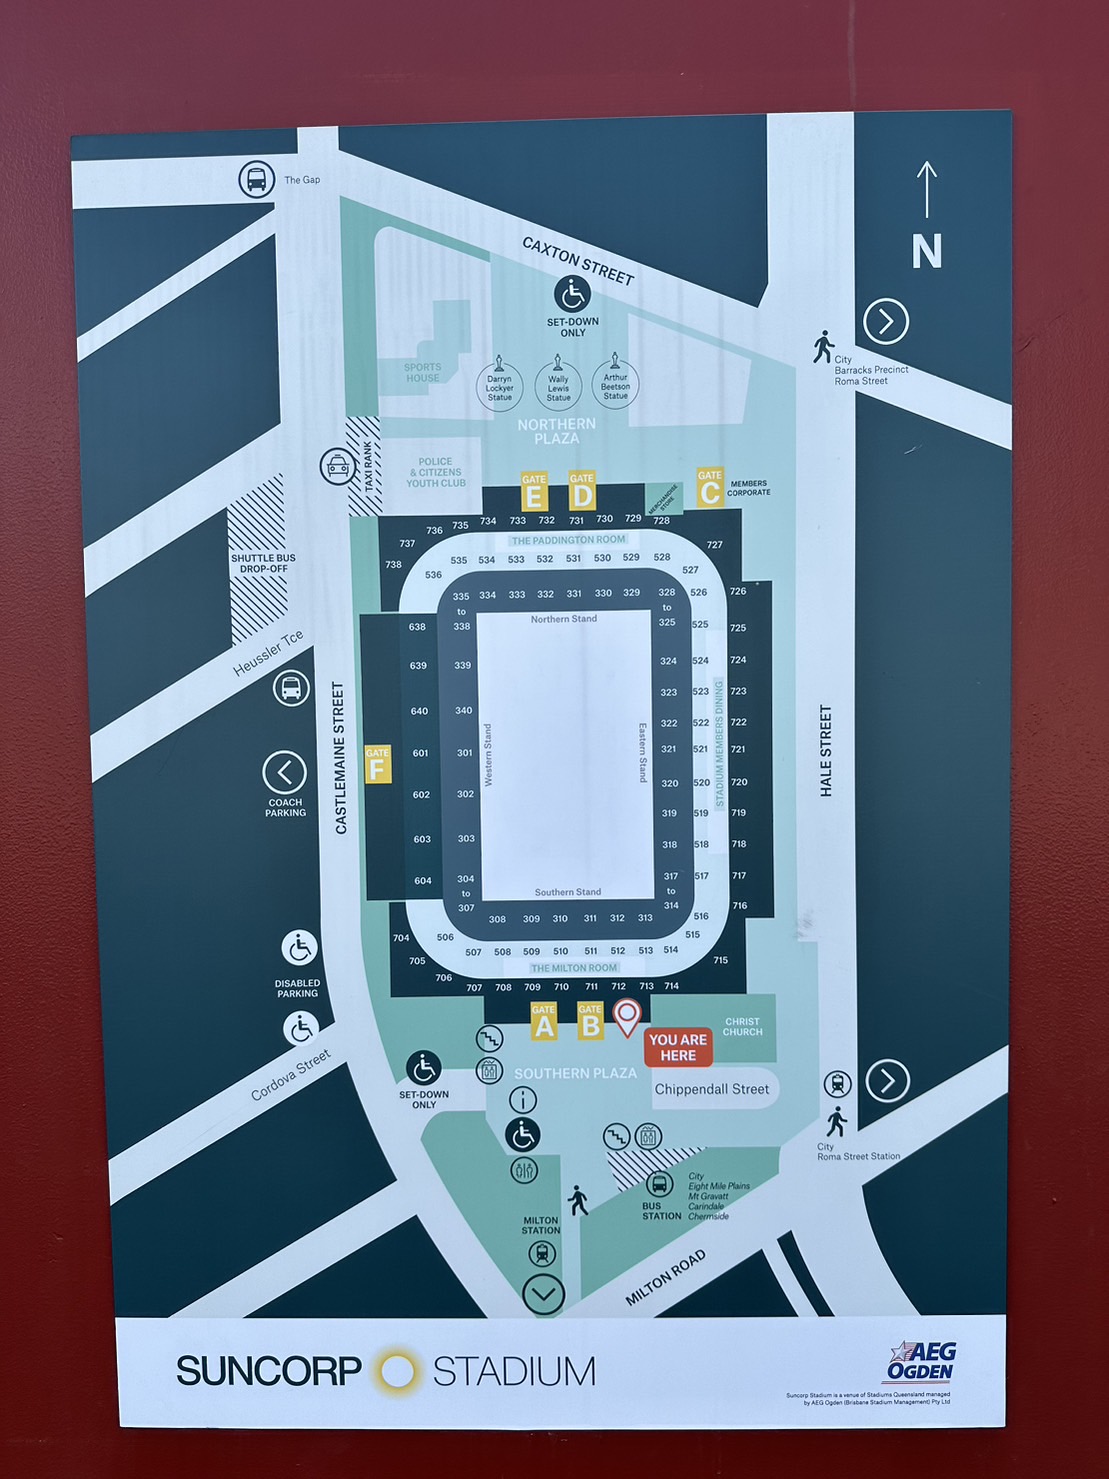 The Gap
CAXTON STREET
N
SET-DOWN
ONLY
City
Barracks Precinct
Roma Street
SPORTS
HOUSE
Darryn
Lockyer
Statue
Wally
Lewis
Statue
Arthur
Beetson
Statue
NORTHERN
PLAZA
TAXI RANK
POLICE
& CITIZENS
YOUTH CLUB
GATE
E
GATE
D
MERCHANDISE
STORE
GATE
C
MEMBERS
CORPORATE
SHUTTLE BUS
DROP-OFF
Heussler Tce
738 737 736 735 734 733 732 731 730 729 728 727
THE PADDINGTON ROOM
536 535 534 533 532 531 530 529 528 527
335 334 333 332 331 330 329 328
to
338
to
325
Northern Stand
638
639
640
601
602
603
604
339
340
301
302
303
304
to
307
Western Stand
Eastern Stand
324
323
322
321
320
319
318
317
to
314
526
525
524
523
522
521
520
519
518
517
516
515
STADIUM MEMBERS DINING
726
725
724
723
722
721
720
719
718
717
716
715
Southern Stand
308 309 310 311 312 313
506 507 508 509 510 511 512 513 514
THE MILTON ROOM
704 705 706 707 708 709 710 711 712 713 714
GATE
F
CASTLEMAINE STREET
HALE STREET
COACH
PARKING
DISABLED
PARKING
Cordova Street
GATE
A
GATE
B
YOU ARE
HERE
CHRIST
CHURCH
SOUTHERN PLAZA
Chippendall Street
SET-DOWN
ONLY
i
City
Roma Street Station
BUS
STATION
City
Eight Mile Plains
Mt Gravatt
Carindale
Chermside
MILTON
STATION
MILTON ROAD
SUNCORP STADIUM
AEG
OGDEN
Suncorp Stadium is a venue of Stadiums Queensland managed
by AEG Ogden (Brisbane Stadium Management) Pty Ltd